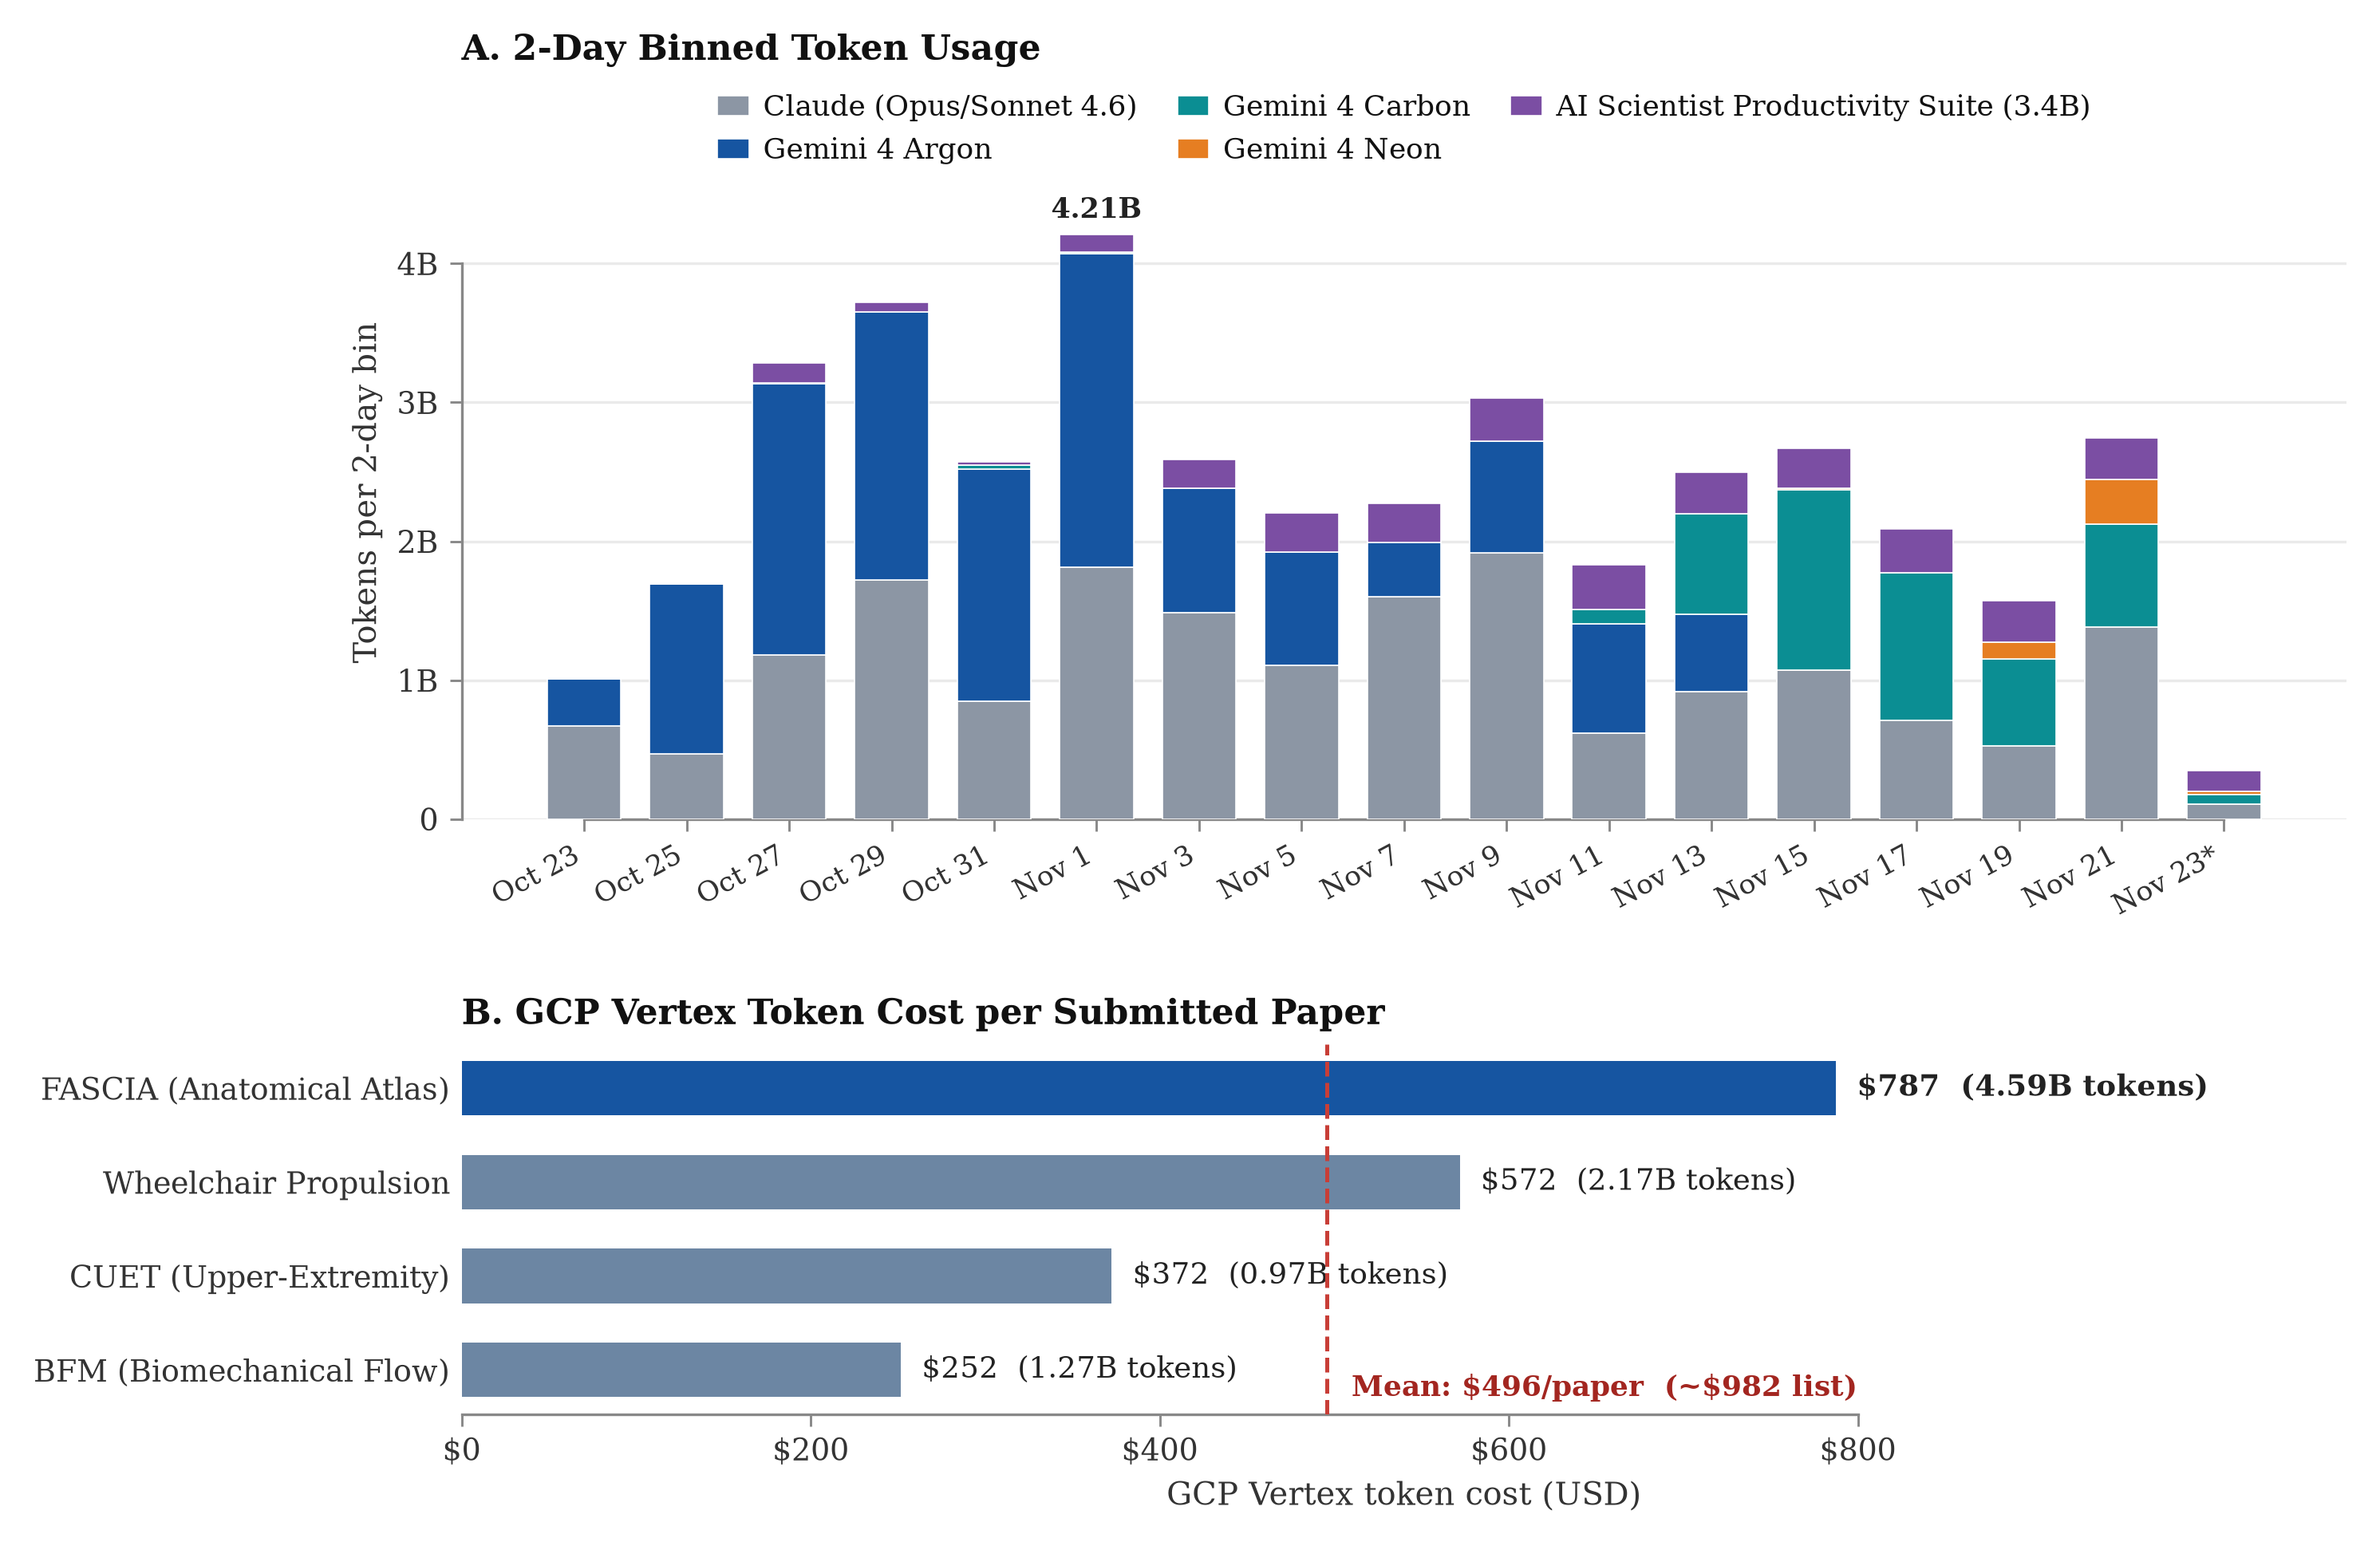 A. 2-Day Binned Token Usage
Claude (Opus/Sonnet 4.6)
Gemini 4 Argon
Gemini 4 Carbon
Gemini 4 Neon
AI Scientist Productivity Suite (3.4B)
4.21B
Tokens per 2-day bin
4B
3B
2B
1B
0
Oct 23
Oct 25
Oct 27
Oct 29
Oct 31
Nov 1
Nov 3
Nov 5
Nov 7
Nov 9
Nov 11
Nov 13
Nov 15
Nov 17
Nov 19
Nov 21
Nov 23*
B. GCP Vertex Token Cost per Submitted Paper
FASCIA (Anatomical Atlas)
$787 (4.59B tokens)
Wheelchair Propulsion
$572 (2.17B tokens)
CUET (Upper-Extremity)
$372 (0.97B tokens)
BFM (Biomechanical Flow)
$252 (1.27B tokens)
Mean: $496/paper (~$982 list)
$0
$200
$400
$600
$800
GCP Vertex token cost (USD)